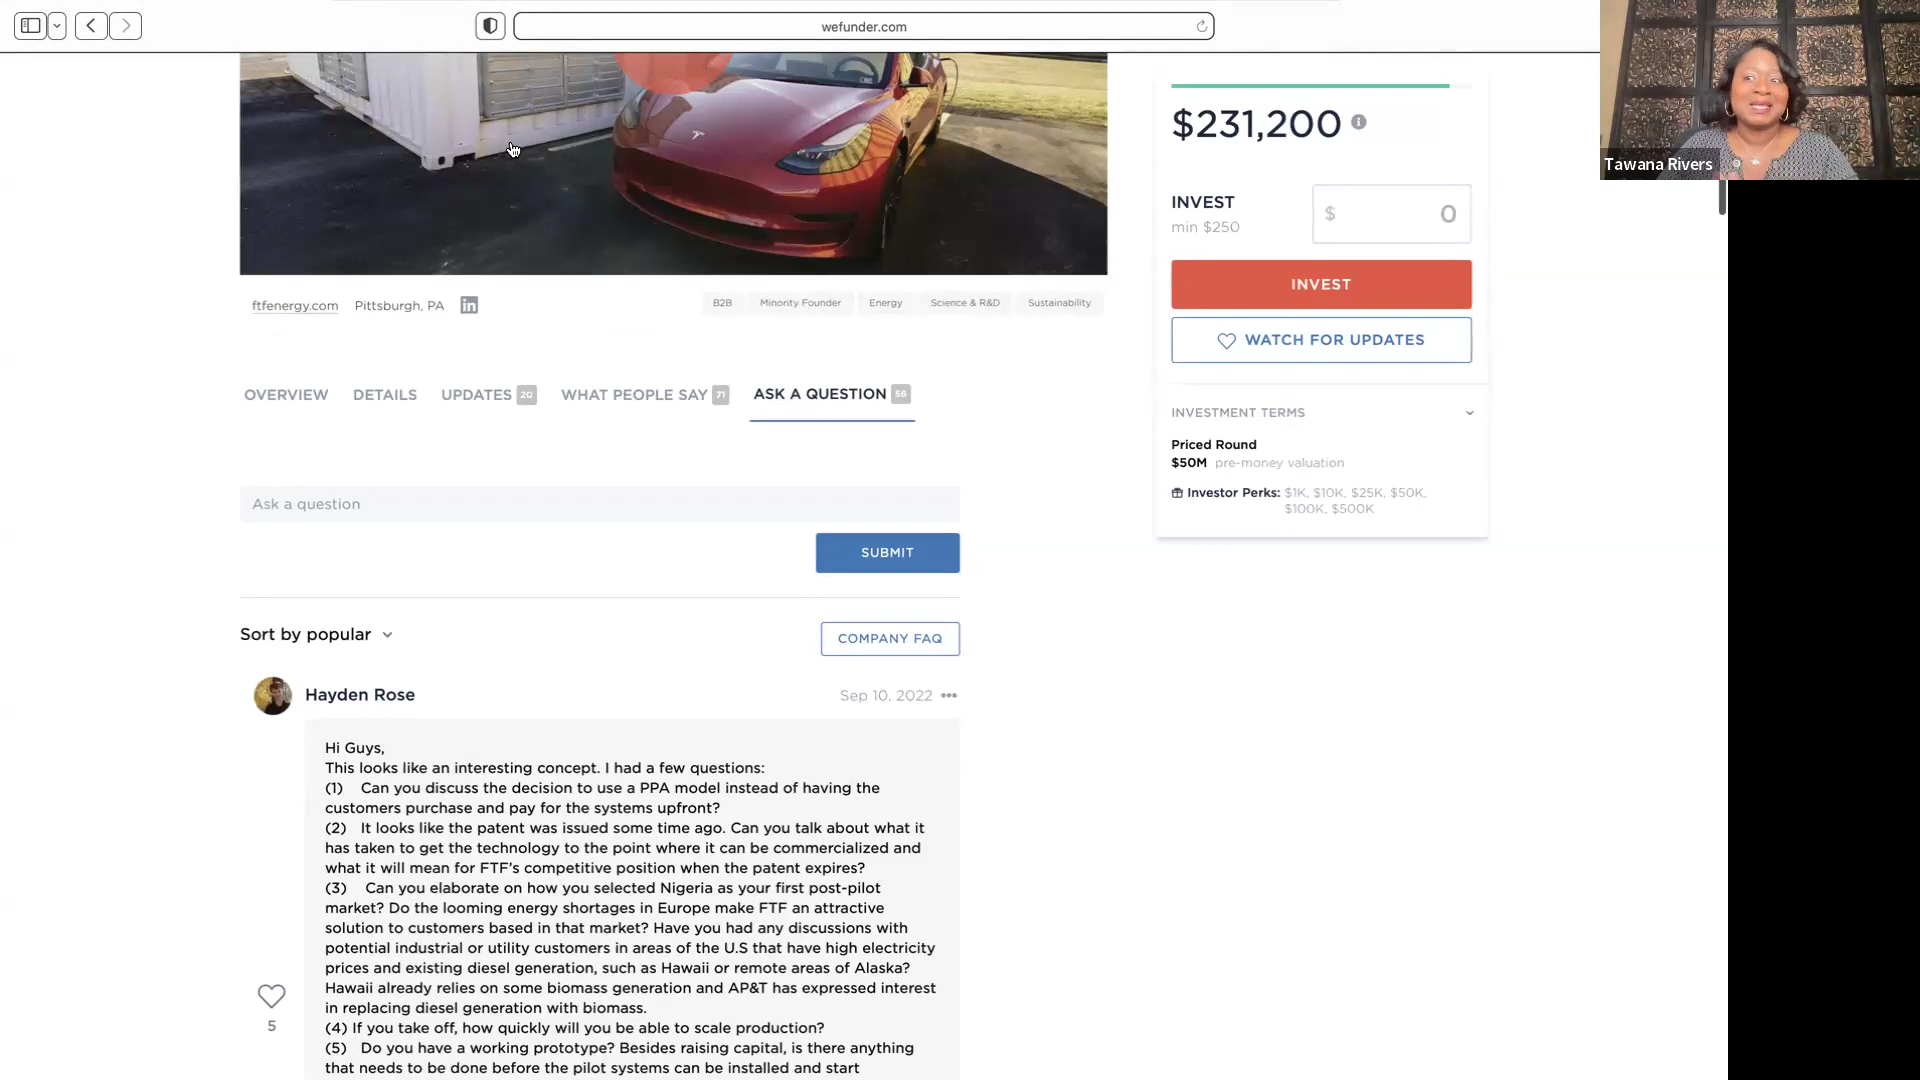 wefunder.com
Tawana Rivers
$231,200
INVEST
min $250
$ 0
INVEST
WATCH FOR UPDATES
INVESTMENT TERMS
Priced Round
$50M pre-money valuation
Investor Perks: $1K, $10K, $25K, $50K,
$100K, $500K
ftfenergy.com Pittsburgh, PA
B2B Minority Founder Energy Science & R&D Sustainability
OVERVIEW DETAILS UPDATES 20 WHAT PEOPLE SAY 71 ASK A QUESTION 56
Ask a question
SUBMIT
Sort by popular
COMPANY FAQ
Hayden Rose
Sep 10, 2022
Hi Guys,
This looks like an interesting concept. I had a few questions:
(1) Can you discuss the decision to use a PPA model instead of having the
customers purchase and pay for the systems upfront?
(2) It looks like the patent was issued some time ago. Can you talk about what it
has taken to get the technology to the point where it can be commercialized and
what it will mean for FTF's competitive position when the patent expires?
(3) Can you elaborate on how you selected Nigeria as your first post-pilot
market? Do the looming energy shortages in Europe make FTF an attractive
solution to customers based in that market? Have you had any discussions with
potential industrial or utility customers in areas of the U.S that have high electricity
prices and existing diesel generation, such as Hawaii or remote areas of Alaska?
Hawaii already relies on some biomass generation and AP&T has expressed interest
in replacing diesel generation with biomass.
(4) If you take off, how quickly will you be able to scale production?
(5) Do you have a working prototype? Besides raising capital, is there anything
that needs to be done before the pilot systems can be installed and start
5